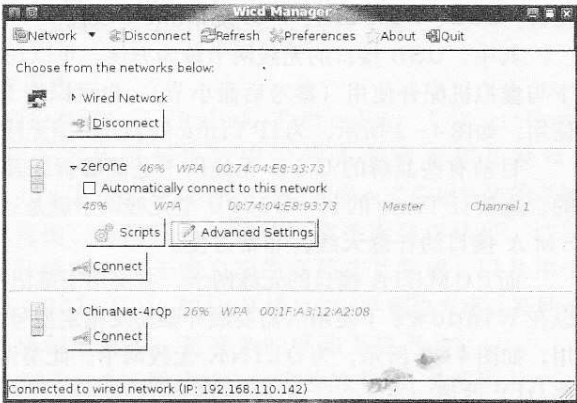 Wicd Manager
Network Disconnect Refresh Preferences About Quit
Choose from the networks below:
Wired Network
Disconnect
zerone 46% WPA 00:74:04:E8:93:73
Automatically connect to this network
46% WPA 00:74:04:E8:93:73 Master Channel 1
Scripts Advanced Settings
Connect
ChinaNet-4rQp 26% WPA 00:1F:A3:12:A2:08
Connect
Connected to wired network (IP: 192.168.110.142)